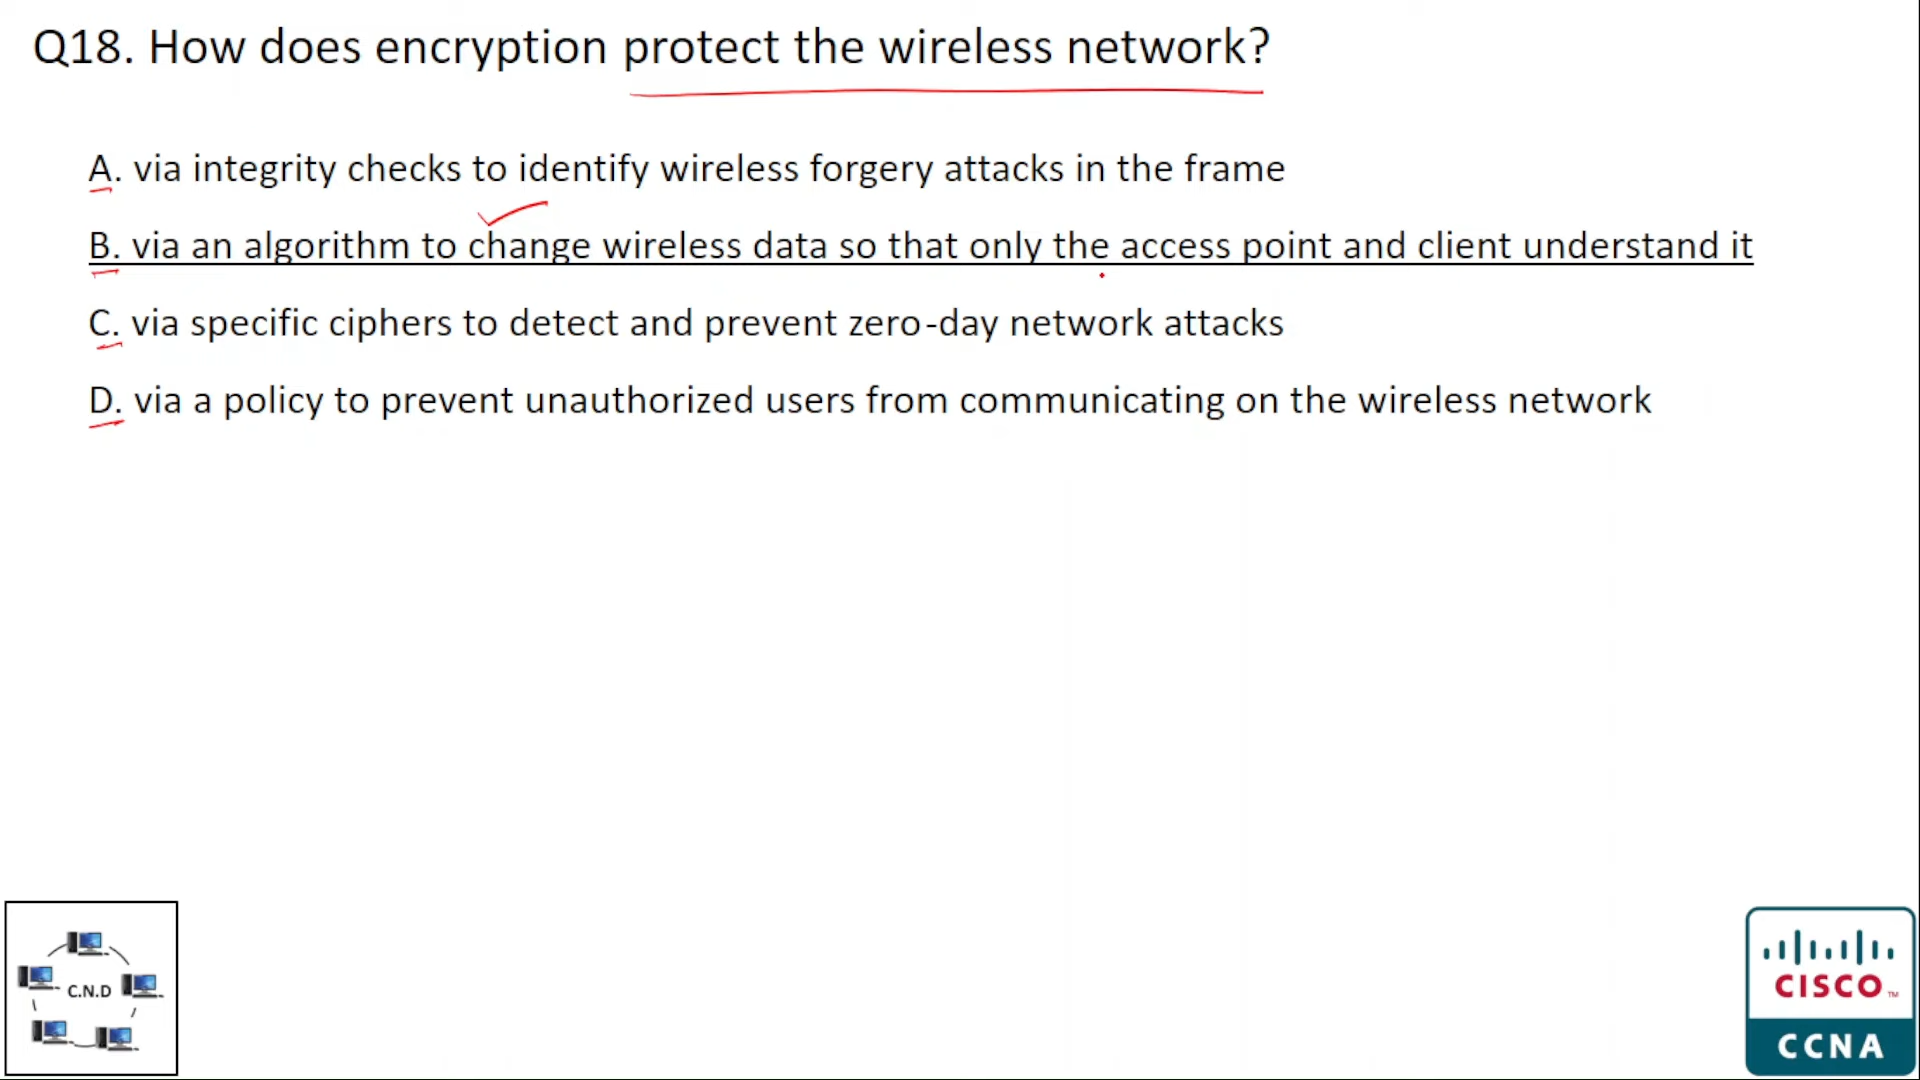 Q18. How does encryption protect the wireless network?
A. via integrity checks to identify wireless forgery attacks in the frame
B. via an algorithm to change wireless data so that only the access point and client understand it
C. via specific ciphers to detect and prevent zero-day network attacks
D. via a policy to prevent unauthorized users from communicating on the wireless network
C.N.D
CISCO™
CCNA